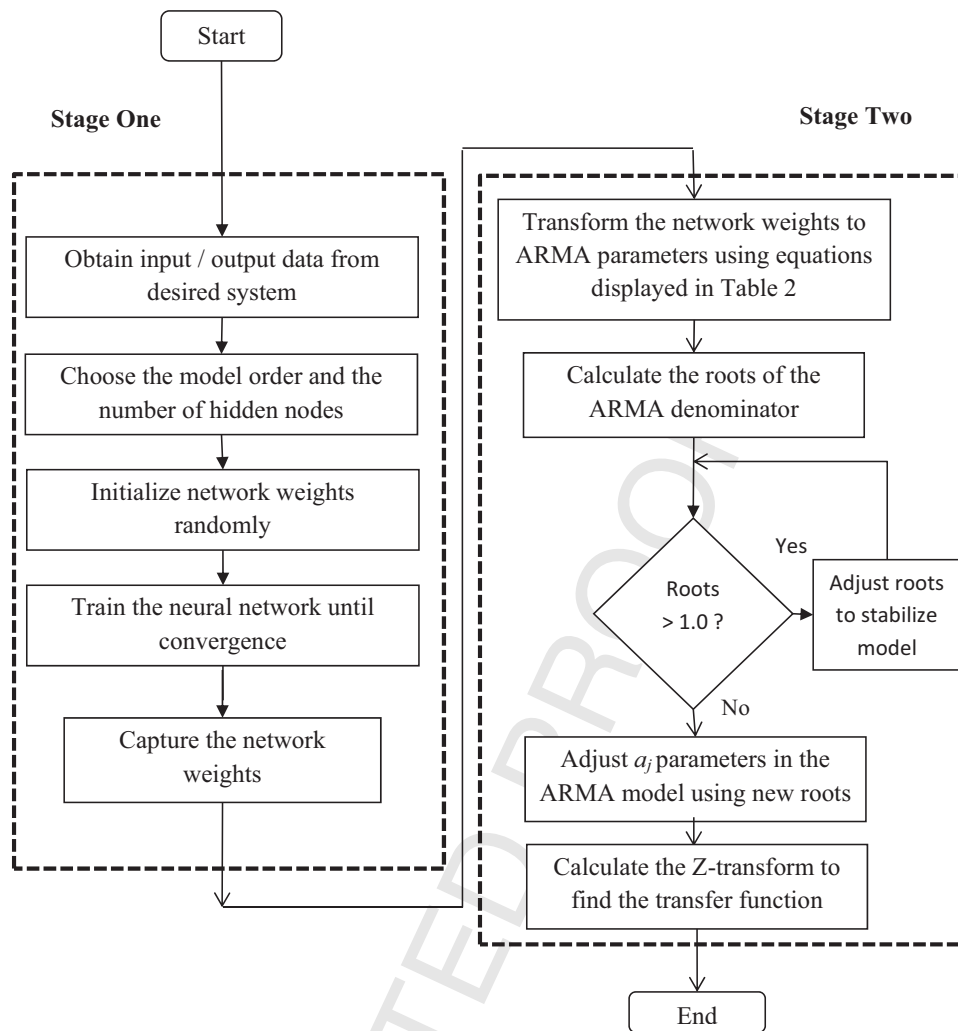 Start
Stage One
Obtain input / output data from
desired system
Choose the model order and the
number of hidden nodes
Initialize network weights
randomly
Train the neural network until
convergence
Capture the network
weights
Stage Two
Transform the network weights to
ARMA parameters using equations
displayed in Table 2
Calculate the roots of the
ARMA denominator
Roots
> 1.0 ?
Yes
Adjust roots
to stabilize
model
No
Adjust aj parameters in the
ARMA model using new roots
Calculate the Z-transform to
find the transfer function
End
TED PROOF